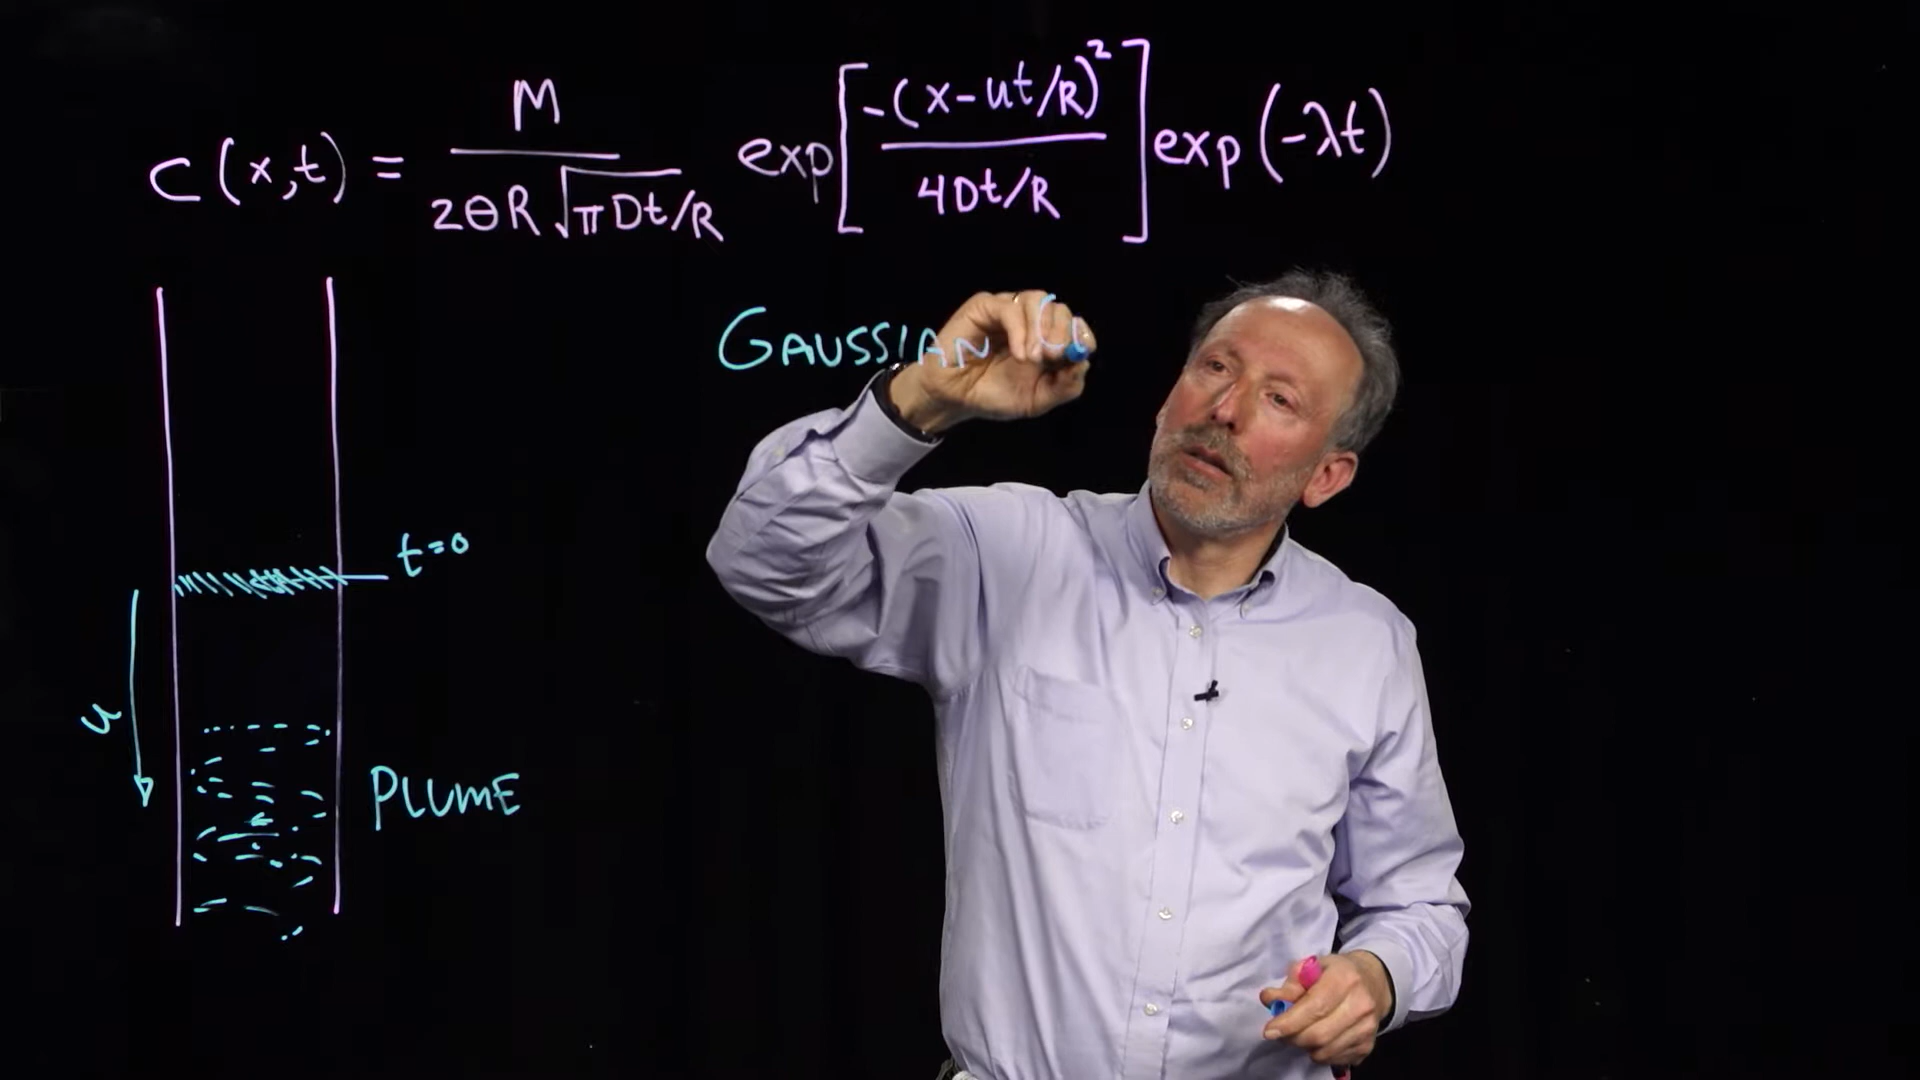 C(x,t) = M / 2θR√πDt/R exp[-(x-ut/R)² / 4Dt/R] exp(-λt)
GAUSSIAN
t=0
u
PLUME